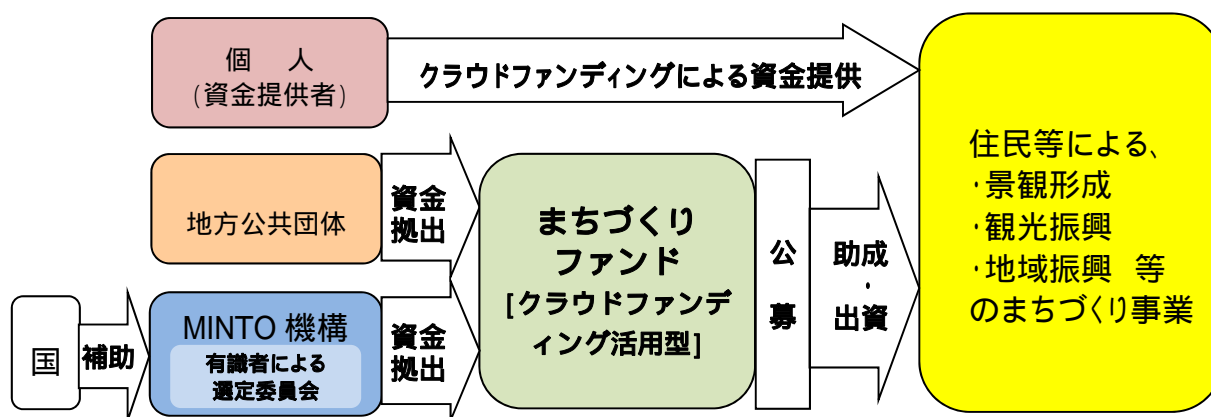 個 人
(資金提供者)
クラウドファンディングによる資金提供
地方公共団体
資金
拠出
国
補助
MINTO 機構
有識者による
選定委員会
資金
拠出
まちづくり
ファンド
[クラウドファンデ
ィング活用型]
公
募
助成
・
出資
住民等による、
・景観形成
・観光振興
・地域振興 等
のまちづくり事業